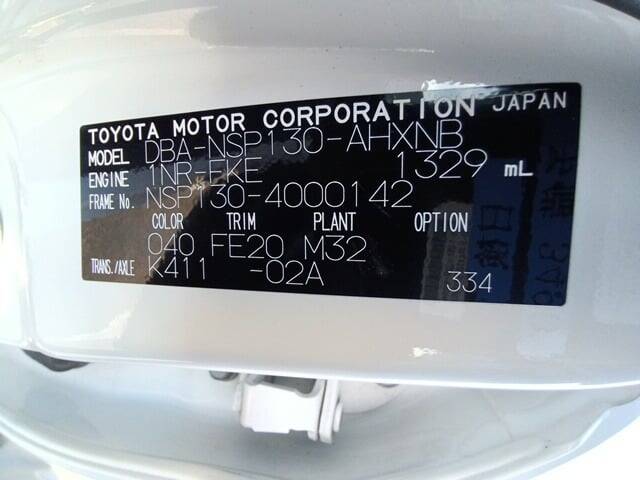 TOYOTA MOTOR CORPORATION JAPAN
MODEL DBA-NSP130-AHXNB
ENGINE 1NR-FKE 1329 mL
FRAME No. NSP130-4000142
COLOR TRIM PLANT OPTION
040 FE20 M32
TRANS./AXLE K411 -02A 334